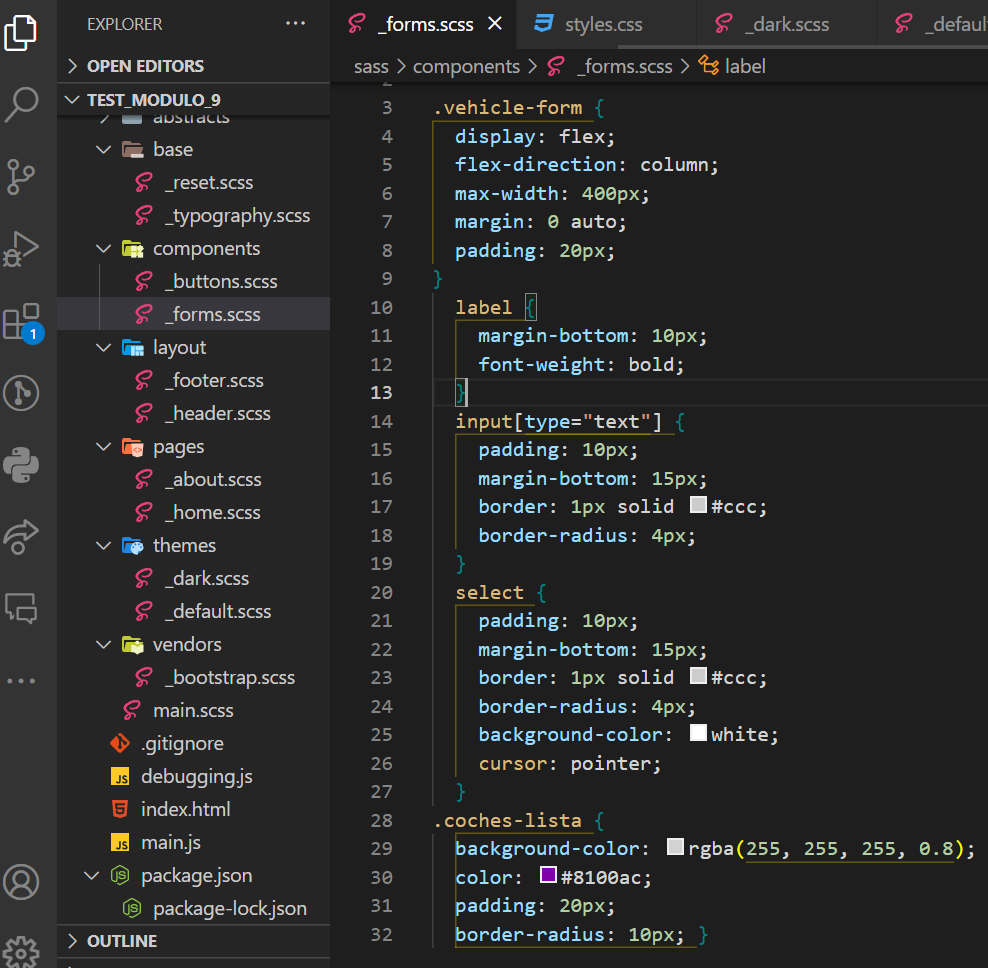 EXPLORER
OPEN EDITORS
TEST_MODULO_9
abstracts
base
_reset.scss
_typography.scss
components
_buttons.scss
_forms.scss
layout
_footer.scss
_header.scss
pages
_about.scss
_home.scss
themes
_dark.scss
_default.scss
vendors
_bootstrap.scss
main.scss
.gitignore
JS debugging.js
index.html
JS main.js
package.json
package-lock.json
OUTLINE
1
_forms.scss
styles.css
_dark.scss
_defaul
sass > components > _forms.scss > label
2
3 .vehicle-form {
4 display: flex;
5 flex-direction: column;
6 max-width: 400px;
7 margin: 0 auto;
8 padding: 20px;
9 }
10 label {
11 margin-bottom: 10px;
12 font-weight: bold;
13 }
14 input[type="text"] {
15 padding: 10px;
16 margin-bottom: 15px;
17 border: 1px solid #ccc;
18 border-radius: 4px;
19 }
20 select {
21 padding: 10px;
22 margin-bottom: 15px;
23 border: 1px solid #ccc;
24 border-radius: 4px;
25 background-color: white;
26 cursor: pointer;
27 }
28 .coches-lista {
29 background-color: rgba(255, 255, 255, 0.8);
30 color: #8100ac;
31 padding: 20px;
32 border-radius: 10px; }